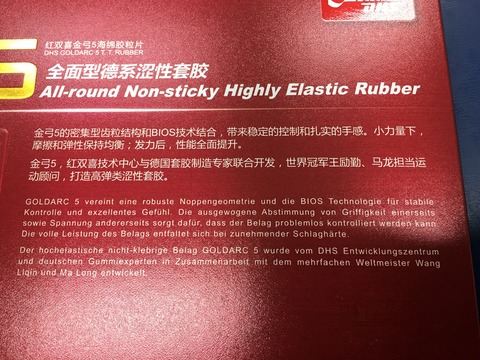 5
红双喜金弓5海绵胶粒片
DHS GOLDARC 5 T. T. RUBBER
全面型德系涩性套胶
All-round Non-sticky Highly Elastic Rubber
金弓5的密集型齿粒结构和BIOS技术结合，带来稳定的控制和扎实的手感。小力量下，
摩擦和弹性保持均衡；发力后，性能全面提升。
金弓5，红双喜技术中心与德国套胶制造专家联合开发，世界冠军王励勤、马龙担当运
动顾问，打造高弹类涩性套胶。
GOLDARC 5 vereint eine robuste Noppengeometrie und die BIOS Technologie für stabile
Kontrolle und exzellentes Gefühl. Die ausgewogene Abstimmung von Griffigkeit einerseits
sowie Spannung andererseits sorgt dafür, dass der Belag problemlos kontrolliert werden kann
Die volle Leistung des Belags entfaltet sich bei zunehmender Schlaghärte.
Der hochelastische nicht-klebrige Belag GOLDARC 5 wurde vom DHS Entwicklungszentrum
und deutschen Gummiexperten in Zusammenarbeit mit dem mehrfachen Weltmeister Wang
Liqin und Ma Long entwickelt.